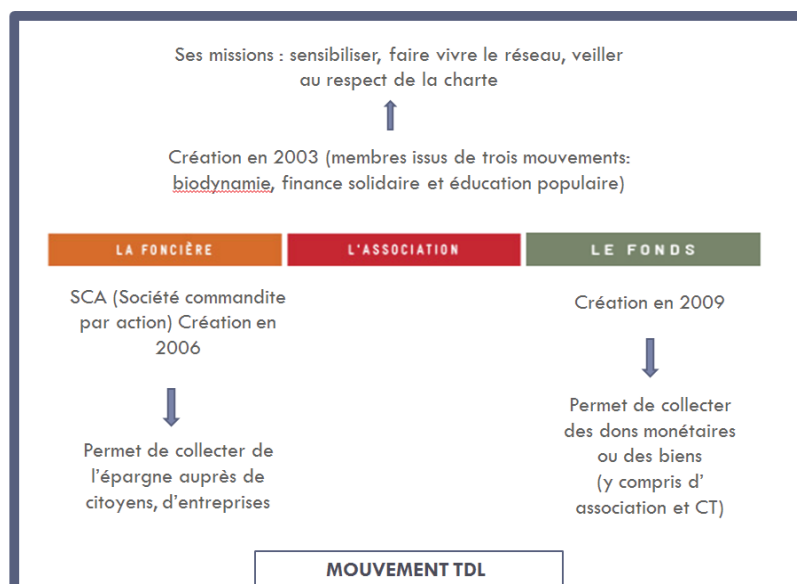 Ses missions : sensibiliser, faire vivre le réseau, veiller
au respect de la charte
Création en 2003 (membres issus de trois mouvements:
biodynamie, finance solidaire et éducation populaire)
LA FONCIÈRE
L'ASSOCIATION
LE FONDS
SCA (Société commandite
par action) Création en
2006
Création en 2009
Permet de collecter de
l'épargne auprès de
citoyens, d'entreprises
Permet de collecter
des dons monétaires
ou des biens
(y compris d'
association et CT)
MOUVEMENT TDL